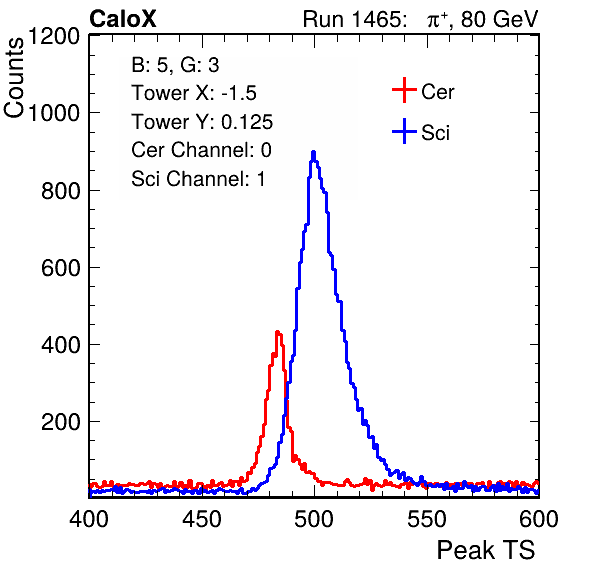 CaloX Run 1465: π⁺, 80 GeV
Counts
B: 5, G: 3
Tower X: -1.5
Tower Y: 0.125
Cer Channel: 0
Sci Channel: 1
Cer
Sci
1200
1000
800
600
400
200
400 450 500 550 600
Peak TS